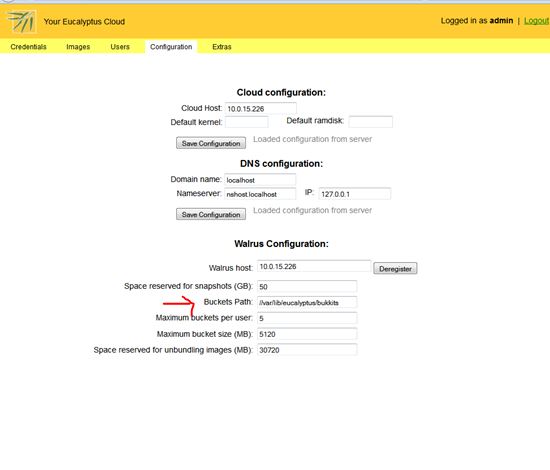 Your Eucalyptus Cloud
Logged in as admin | Logout
Credentials Images Users Configuration Extras
Cloud configuration:
Cloud Host: 10.0.15.226
Default kernel: Default ramdisk:
Save Configuration Loaded configuration from server
DNS configuration:
Domain name: localhost
Nameserver: nshost.localhost IP: 127.0.0.1
Save Configuration Loaded configuration from server
Walrus Configuration:
Walrus host: 10.0.15.226 Deregister
Space reserved for snapshots (GB): 50
Buckets Path: //var/lib/eucalyptus/bukkits
Maximum buckets per user: 5
Maximum bucket size (MB): 5120
Space reserved for unbundling images (MB): 30720